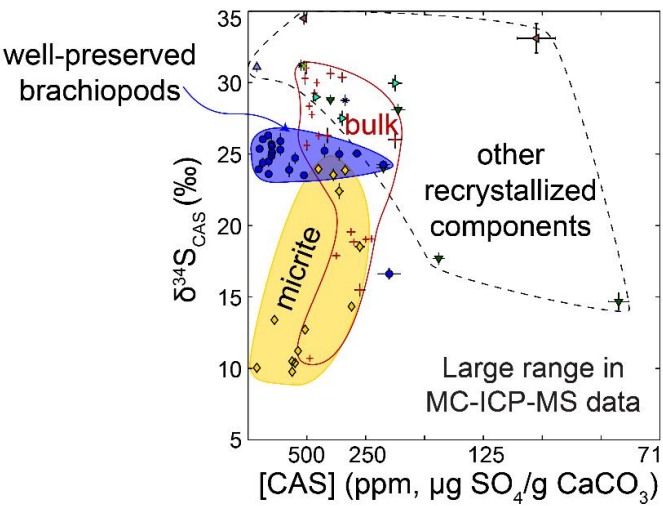 35
30
25
20
15
10
5
δ³⁴S_CAS (‰)
well-preserved
brachiopods
bulk
micrite
other
recrystallized
components
Large range in
MC-ICP-MS data
500 250 125 71
[CAS] (ppm, µg SO₄/g CaCO₃)